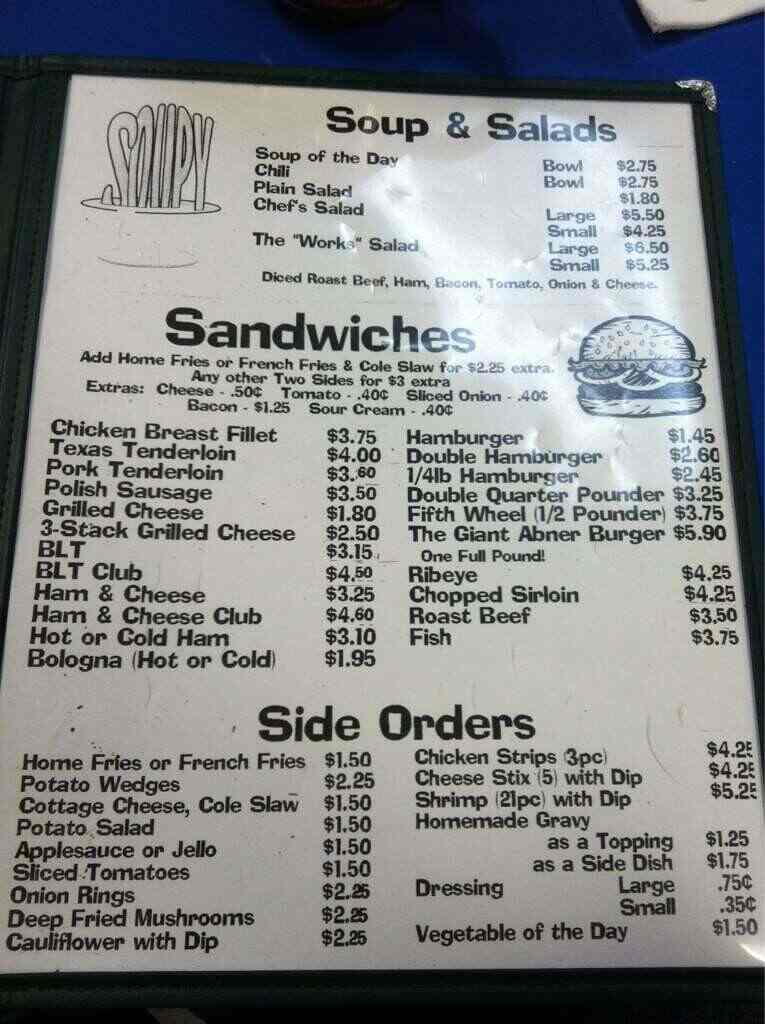 SOUPY
Soup & Salads
Soup of the Day Bowl $2.75
Chili Bowl $2.75
Plain Salad $1.80
Chef's Salad Large $5.50
Small $4.25
The "Works" Salad Large $6.50
Small $5.25
Diced Roast Beef, Ham, Bacon, Tomato, Onion & Cheese.
Sandwiches
Add Home Fries or French Fries & Cole Slaw for $2.25 extra.
Any other Two Sides for $3 extra
Extras: Cheese - .50¢ Tomato - .40¢ Sliced Onion - .40¢
Bacon - $1.25 Sour Cream - .40¢
Chicken Breast Fillet $3.75
Texas Tenderloin $4.00
Pork Tenderloin $3.60
Polish Sausage $3.50
Grilled Cheese $1.80
3-Stack Grilled Cheese $2.50
BLT $3.15
BLT Club $4.50
Ham & Cheese $3.25
Ham & Cheese Club $4.60
Hot or Cold Ham $3.10
Bologna (Hot or Cold) $1.95
Hamburger $1.45
Double Hamburger $2.60
1/4lb Hamburger $2.45
Double Quarter Pounder $3.25
Fifth Wheel (1/2 Pounder) $3.75
The Giant Abner Burger $5.90
One Full Pound!
Ribeye $4.25
Chopped Sirloin $4.25
Roast Beef $3.50
Fish $3.75
Side Orders
Home Fries or French Fries $1.50
Potato Wedges $2.25
Cottage Cheese, Cole Slaw $1.50
Potato Salad $1.50
Applesauce or Jello $1.50
Sliced Tomatoes $1.50
Onion Rings $2.25
Deep Fried Mushrooms $2.25
Cauliflower with Dip $2.25
Chicken Strips (3pc) $4.25
Cheese Stix (5) with Dip $4.25
Shrimp (21pc) with Dip $5.25
Homemade Gravy
as a Topping $1.25
as a Side Dish $1.75
Dressing Large .75¢
Small .35¢
Vegetable of the Day $1.50